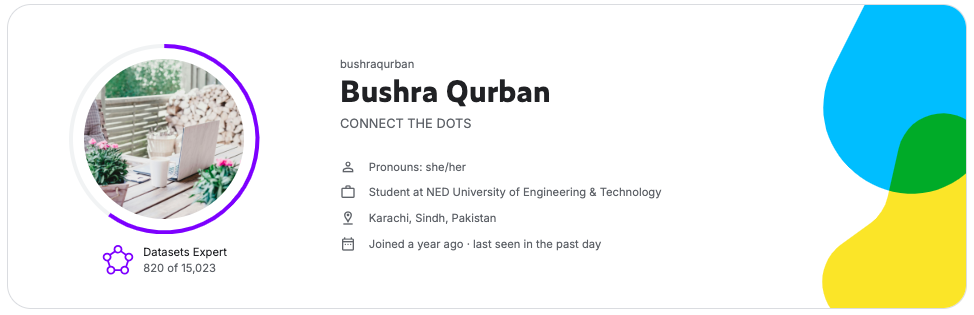 bushraqurban
Bushra Qurban
CONNECT THE DOTS
Pronouns: she/her
Student at NED University of Engineering & Technology
Karachi, Sindh, Pakistan
Joined a year ago · last seen in the past day
Datasets Expert
820 of 15,023